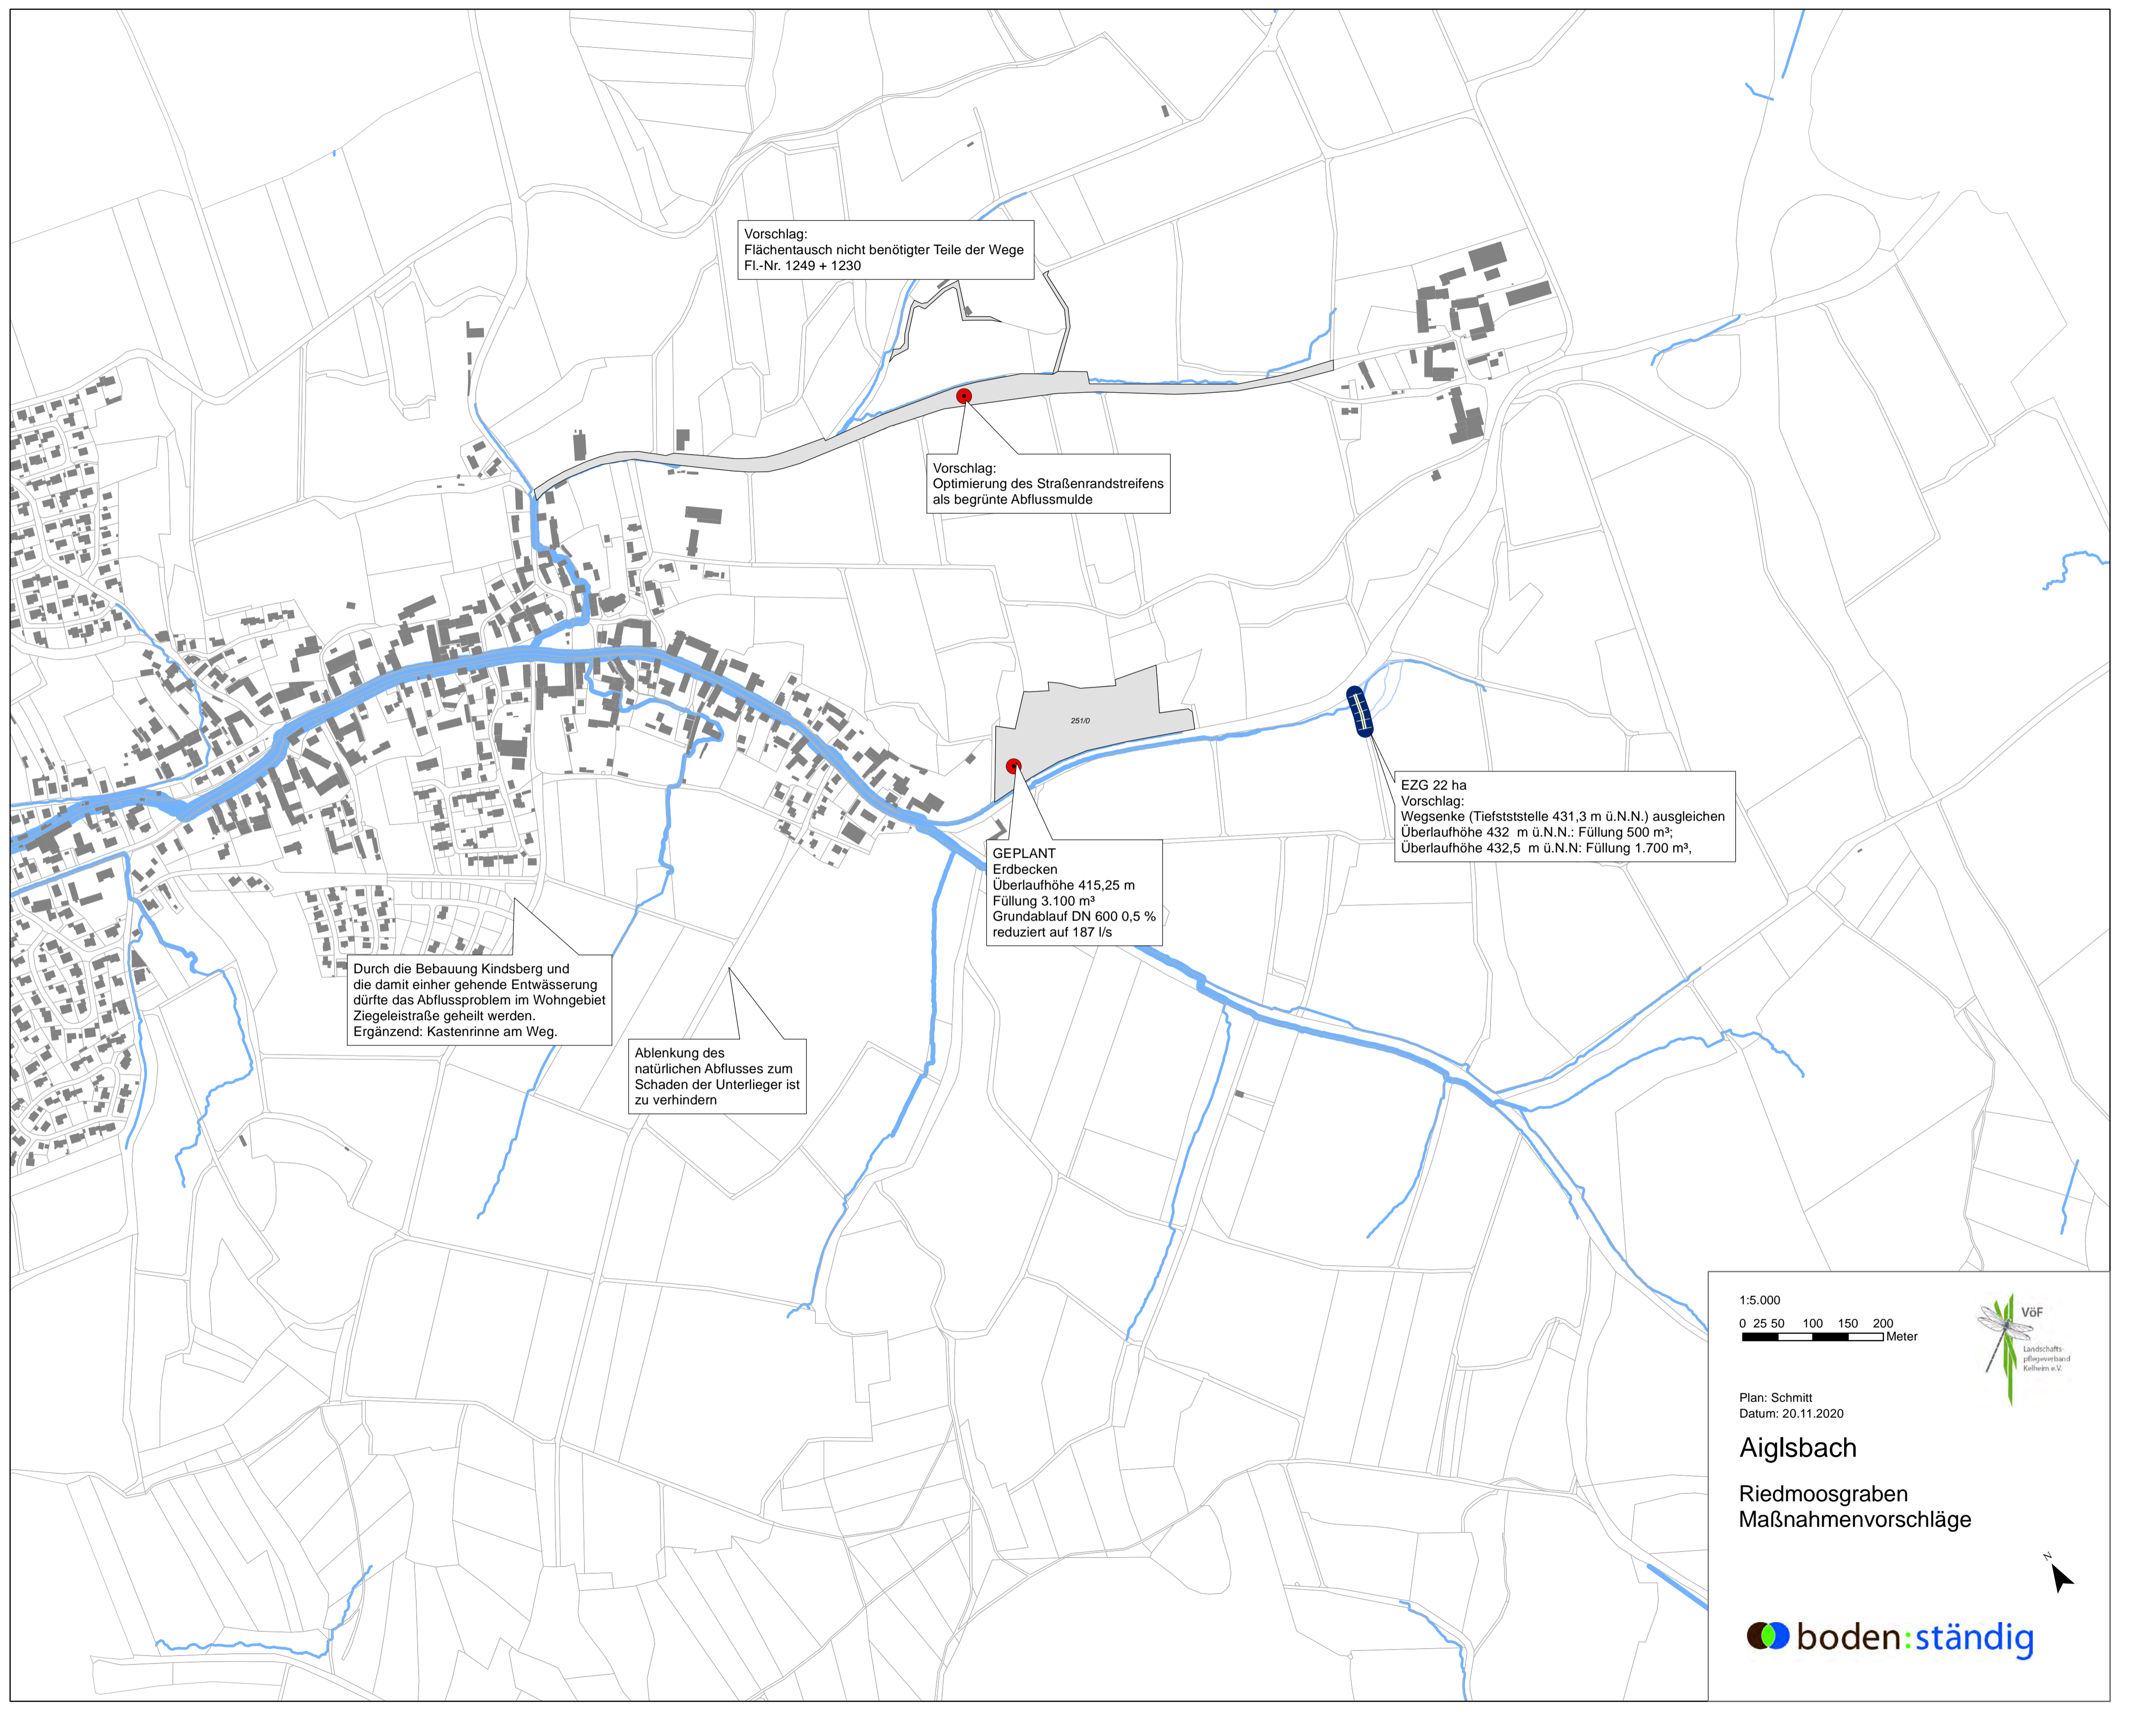 Vorschlag:
Flächentausch nicht benötigter Teile der Wege
Fl.-Nr. 1249 + 1230
Vorschlag:
Optimierung des Straßenrandstreifens
als begrünte Abflussmulde
251/0
EZG 22 ha
Vorschlag:
Wegsenke (Tiefstststelle 431,3 m ü.N.N.) ausgleichen
Überlaufhöhe 432  m ü.N.N.: Füllung 500 m³;
Überlaufhöhe 432,5  m ü.N.N: Füllung 1.700 m³,
GEPLANT
Erdbecken
Überlaufhöhe 415,25 m
Füllung 3.100 m³
Grundablauf DN 600 0,5 %
reduziert auf 187 l/s
Durch die Bebauung Kindsberg und
die damit einher gehende Entwässerung
dürfte das Abflussproblem im Wohngebiet
Ziegeleistraße geheilt werden.
Ergänzend: Kastenrinne am Weg.
Ablenkung des
natürlichen Abflusses zum
Schaden der Unterlieger ist
zu verhindern
1:5.000
0 25 50 100 150 200
Meter
VöF
Landschafts-
pflegeverband
Kelheim e.V.
Plan: Schmitt
Datum: 20.11.2020
Aiglsbach
Riedmoosgraben
Maßnahmenvorschläge
N
boden:ständig